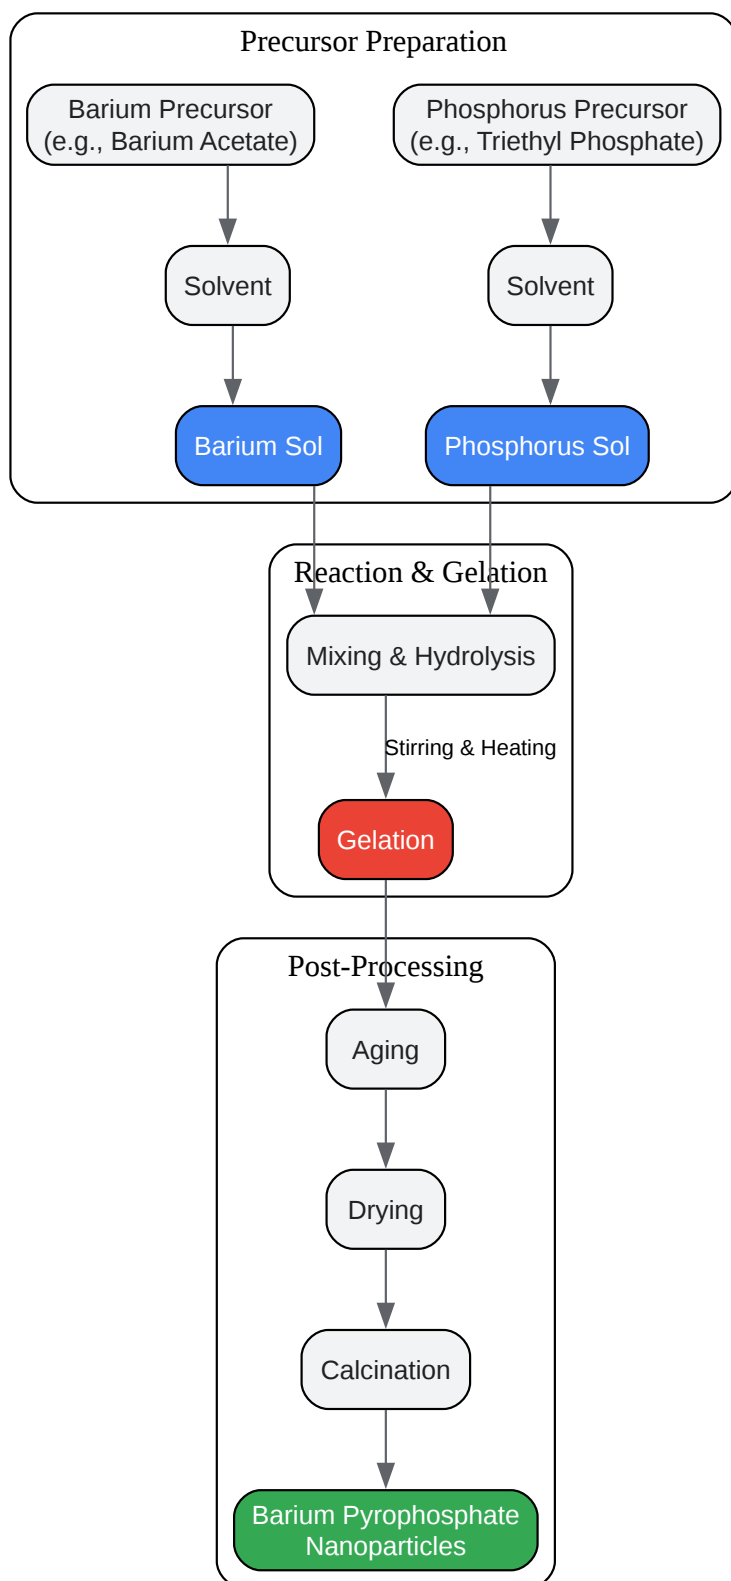 Precursor Preparation
Barium Precursor
(e.g., Barium Acetate)
Phosphorus Precursor
(e.g., Triethyl Phosphate)
Solvent
Solvent
Barium Sol
Phosphorus Sol
Reaction & Gelation
Mixing & Hydrolysis
Stirring & Heating
Gelation
Post-Processing
Aging
Drying
Calcination
Barium Pyrophosphate
Nanoparticles